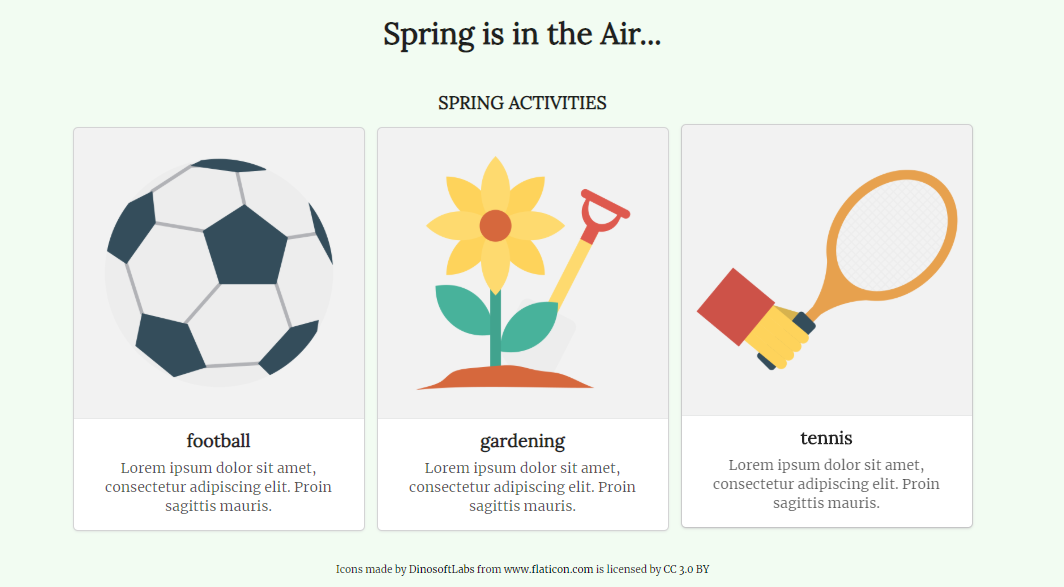 Spring is in the Air...
SPRING ACTIVITIES
football
Lorem ipsum dolor sit amet,
consectetur adipiscing elit. Proin
sagittis mauris.
gardening
Lorem ipsum dolor sit amet,
consectetur adipiscing elit. Proin
sagittis mauris.
tennis
Lorem ipsum dolor sit amet,
consectetur adipiscing elit. Proin
sagittis mauris.
Icons made by DinosoftLabs from www.flaticon.com is licensed by CC 3.0 BY